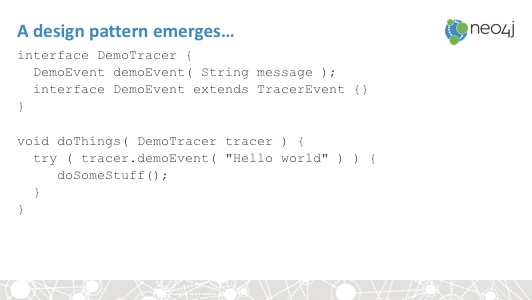 A design pattern emerges...
neo4j
interface DemoTracer {
  DemoEvent demoEvent( String message );
  interface DemoEvent extends TracerEvent {}
}
void doThings( DemoTracer tracer ) {
  try ( tracer.demoEvent( "Hello world" ) ) {
     doSomeStuff();
  }
}